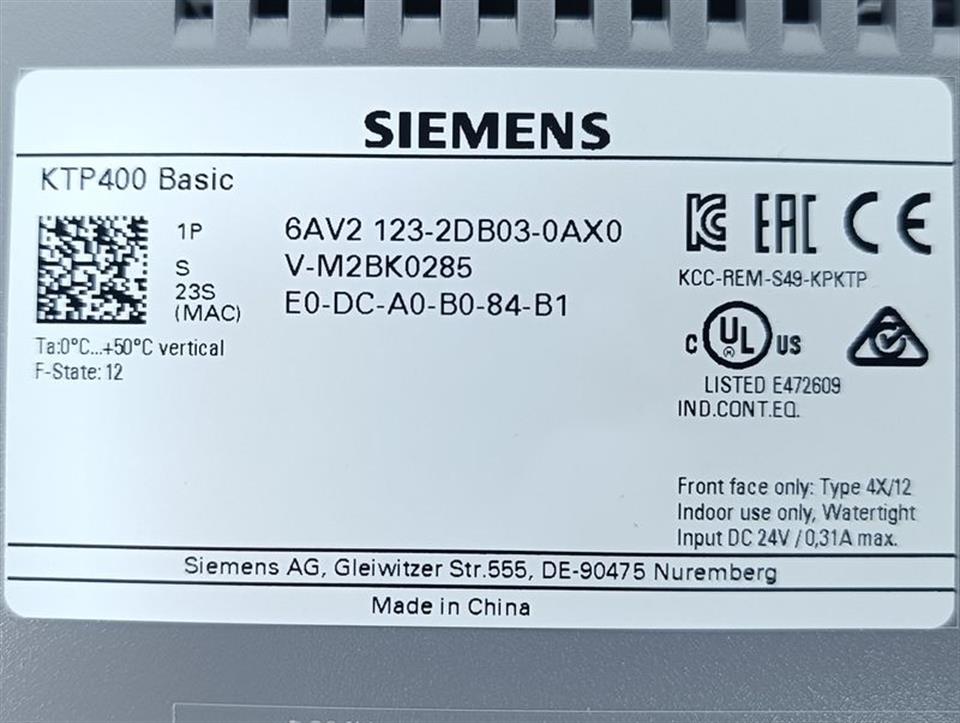 SIEMENS
KTP400 Basic
1P 6AV2 123-2DB03-0AX0
S V-M2BK0285
23S (MAC) E0-DC-A0-B0-84-B1
Ta:0°C...+50°C vertical
F-State: 12
EAC CE
KCC-REM-S49-KPKTP
C UL US
LISTED E472609
IND.CONT.EQ.
Front face only: Type 4X/12
Indoor use only, Watertight
Input DC 24V / 0,31A max.
Siemens AG, Gleiwitzer Str.555, DE-90475 Nuremberg
Made in China